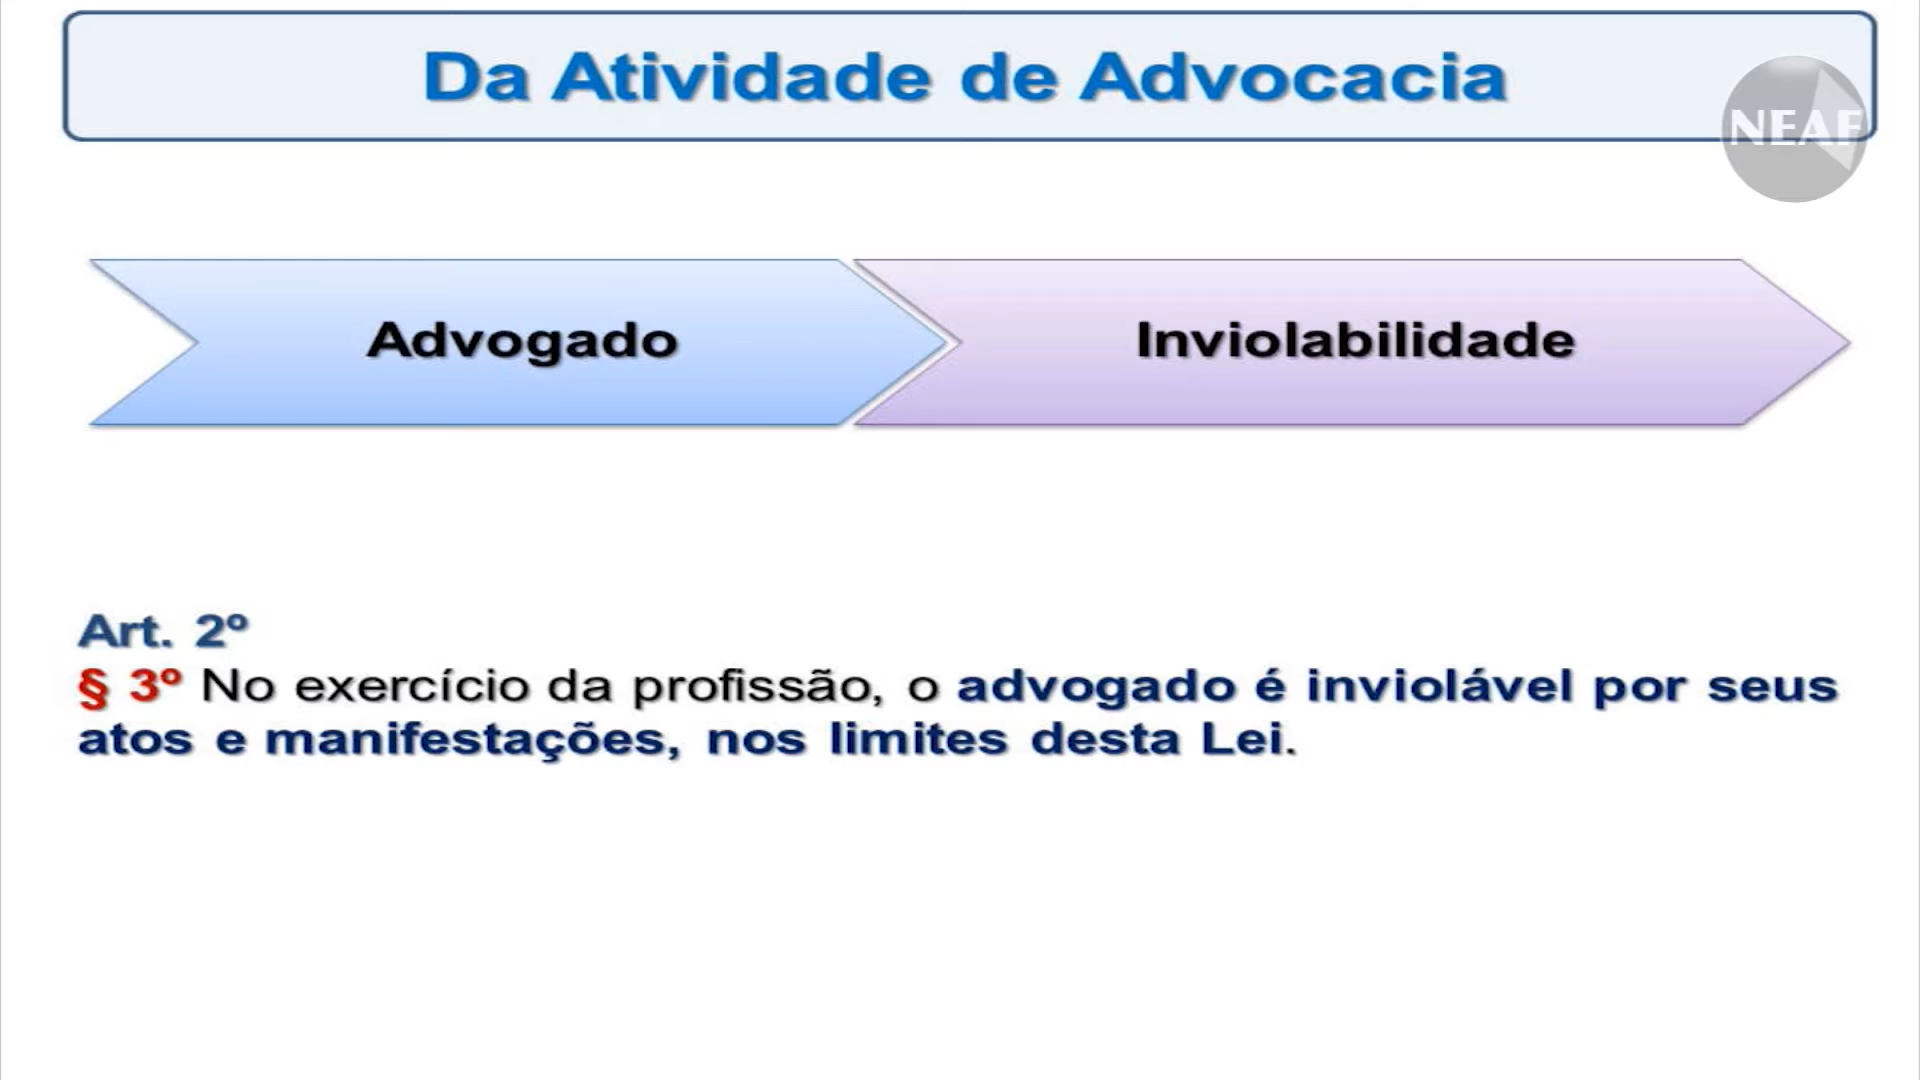 Da Atividade de Advocacia
NEAF
Advogado
Inviolabilidade
Art. 2º
§ 3º No exercício da profissão, o advogado é inviolável por seus
atos e manifestações, nos limites desta Lei.